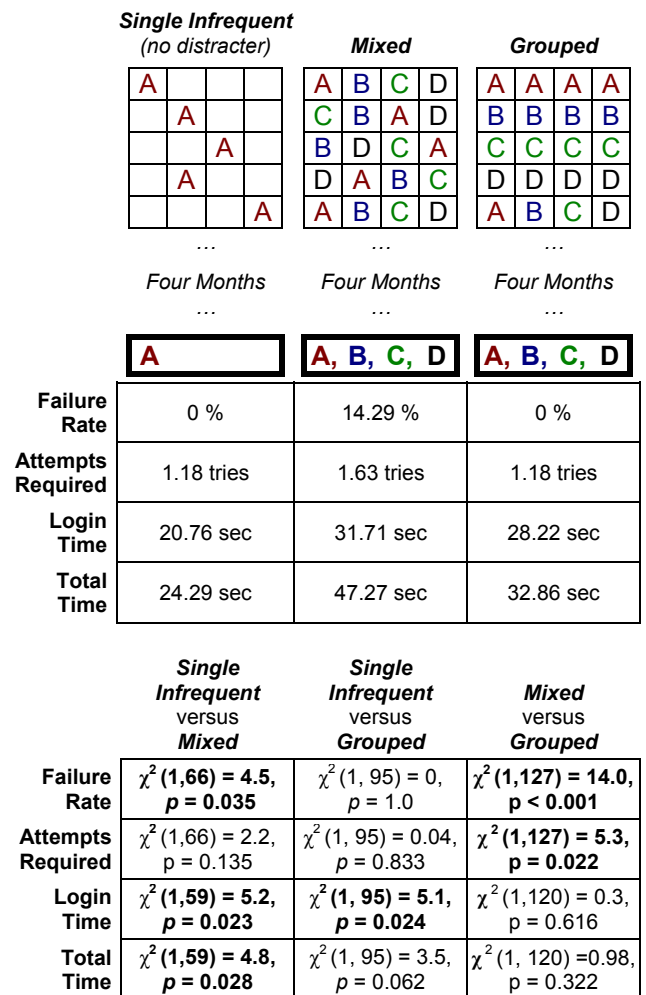 Single Infrequent
(no distracter) Mixed Grouped
A A B C D A A A A
A C B A D B B B B
A B D C A C C C C
A D A B C D D D D
A A B C D A B C D
… … …
Four Months Four Months Four Months
… … …
A A, B, C, D A, B, C, D
Failure
Rate 0 % 14.29 % 0 %
Attempts
Required 1.18 tries 1.63 tries 1.18 tries
Login
Time 20.76 sec 31.71 sec 28.22 sec
Total
Time 24.29 sec 47.27 sec 32.86 sec
Single Single
Infrequent Infrequent Mixed
versus versus versus
Mixed Grouped Grouped
Failure χ² (1,66) = 4.5, χ² (1, 95) = 0, χ² (1,127) = 14.0,
Rate p = 0.035 p = 1.0 p < 0.001
Attempts χ² (1,66) = 2.2, χ² (1, 95) = 0.04, χ² (1,127) = 5.3,
Required p = 0.135 p = 0.833 p = 0.022
Login χ² (1,59) = 5.2, χ² (1, 95) = 5.1, χ² (1,120) = 0.3,
Time p = 0.023 p = 0.024 p = 0.616
Total χ² (1,59) = 4.8, χ² (1, 95) = 3.5, χ² (1, 120) =0.98,
Time p = 0.028 p = 0.062 p = 0.322